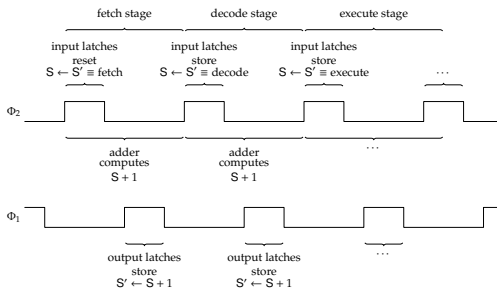 fetch stage decode stage execute stage
input latches input latches input latches
reset store store
S ← S′ ≡ fetch S ← S′ ≡ decode S ← S′ ≡ execute ⋯
Φ2
adder adder ⋯
computes computes
S + 1 S + 1
Φ1
output latches output latches ⋯
store store
S′ ← S + 1 S′ ← S + 1